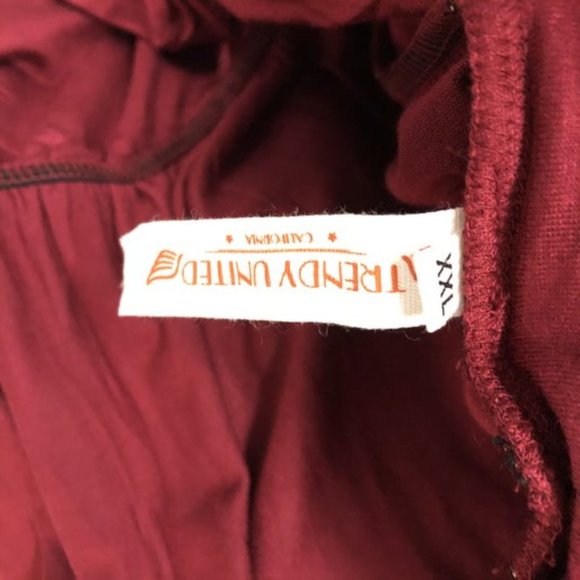 TRENDY UNITED
★ CALIFORNIA ★
XXL